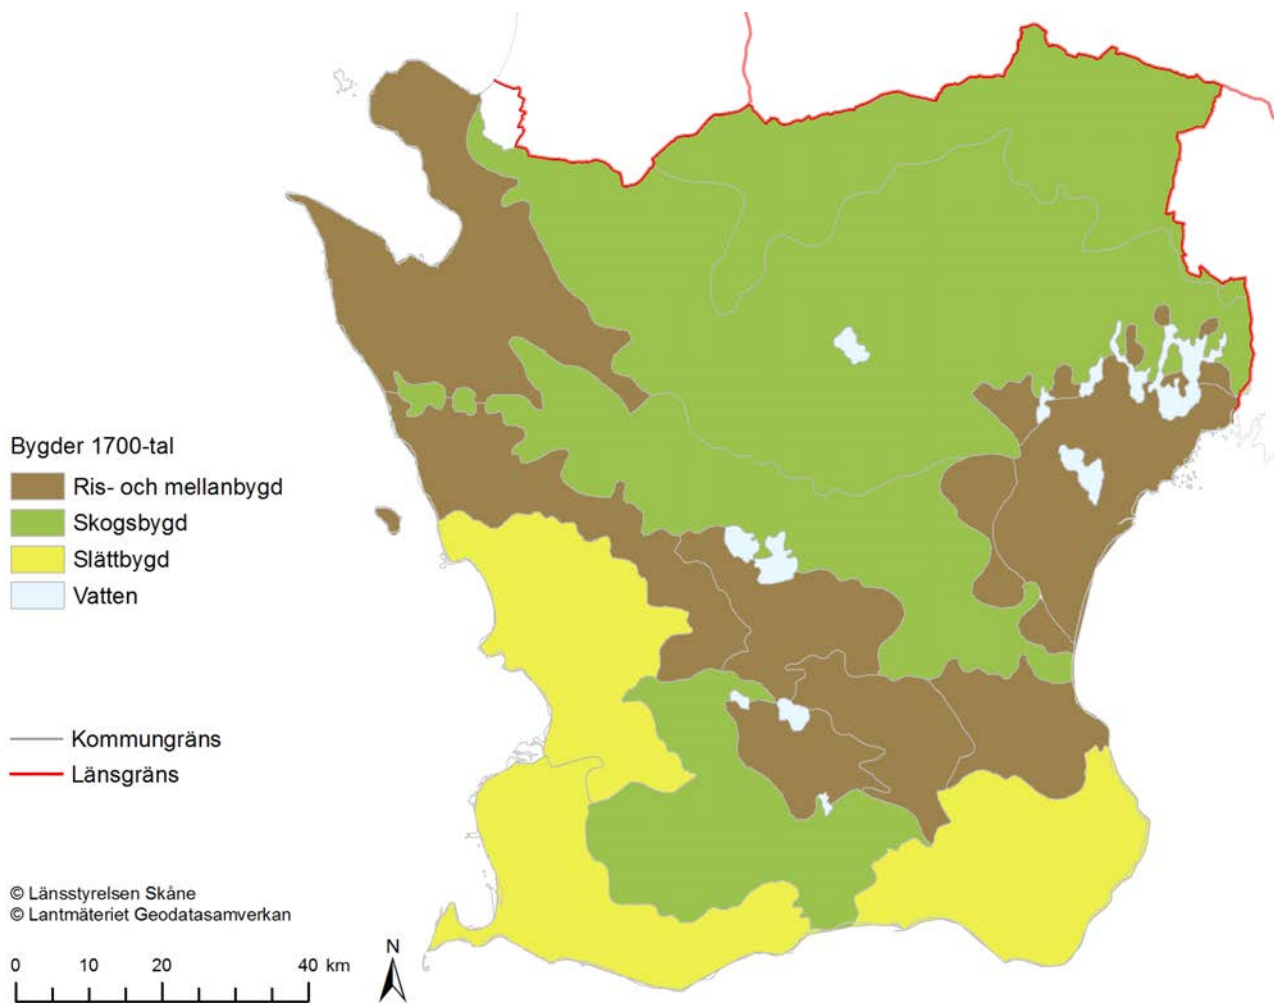 Bygder 1700-tal
Ris- och mellanbygd
Skogsbygd
Slättbygd
Vatten
Kommungräns
Länsgräns
© Länsstyrelsen Skåne
© Lantmäteriet Geodatasamverkan
N
0 10 20 40 km